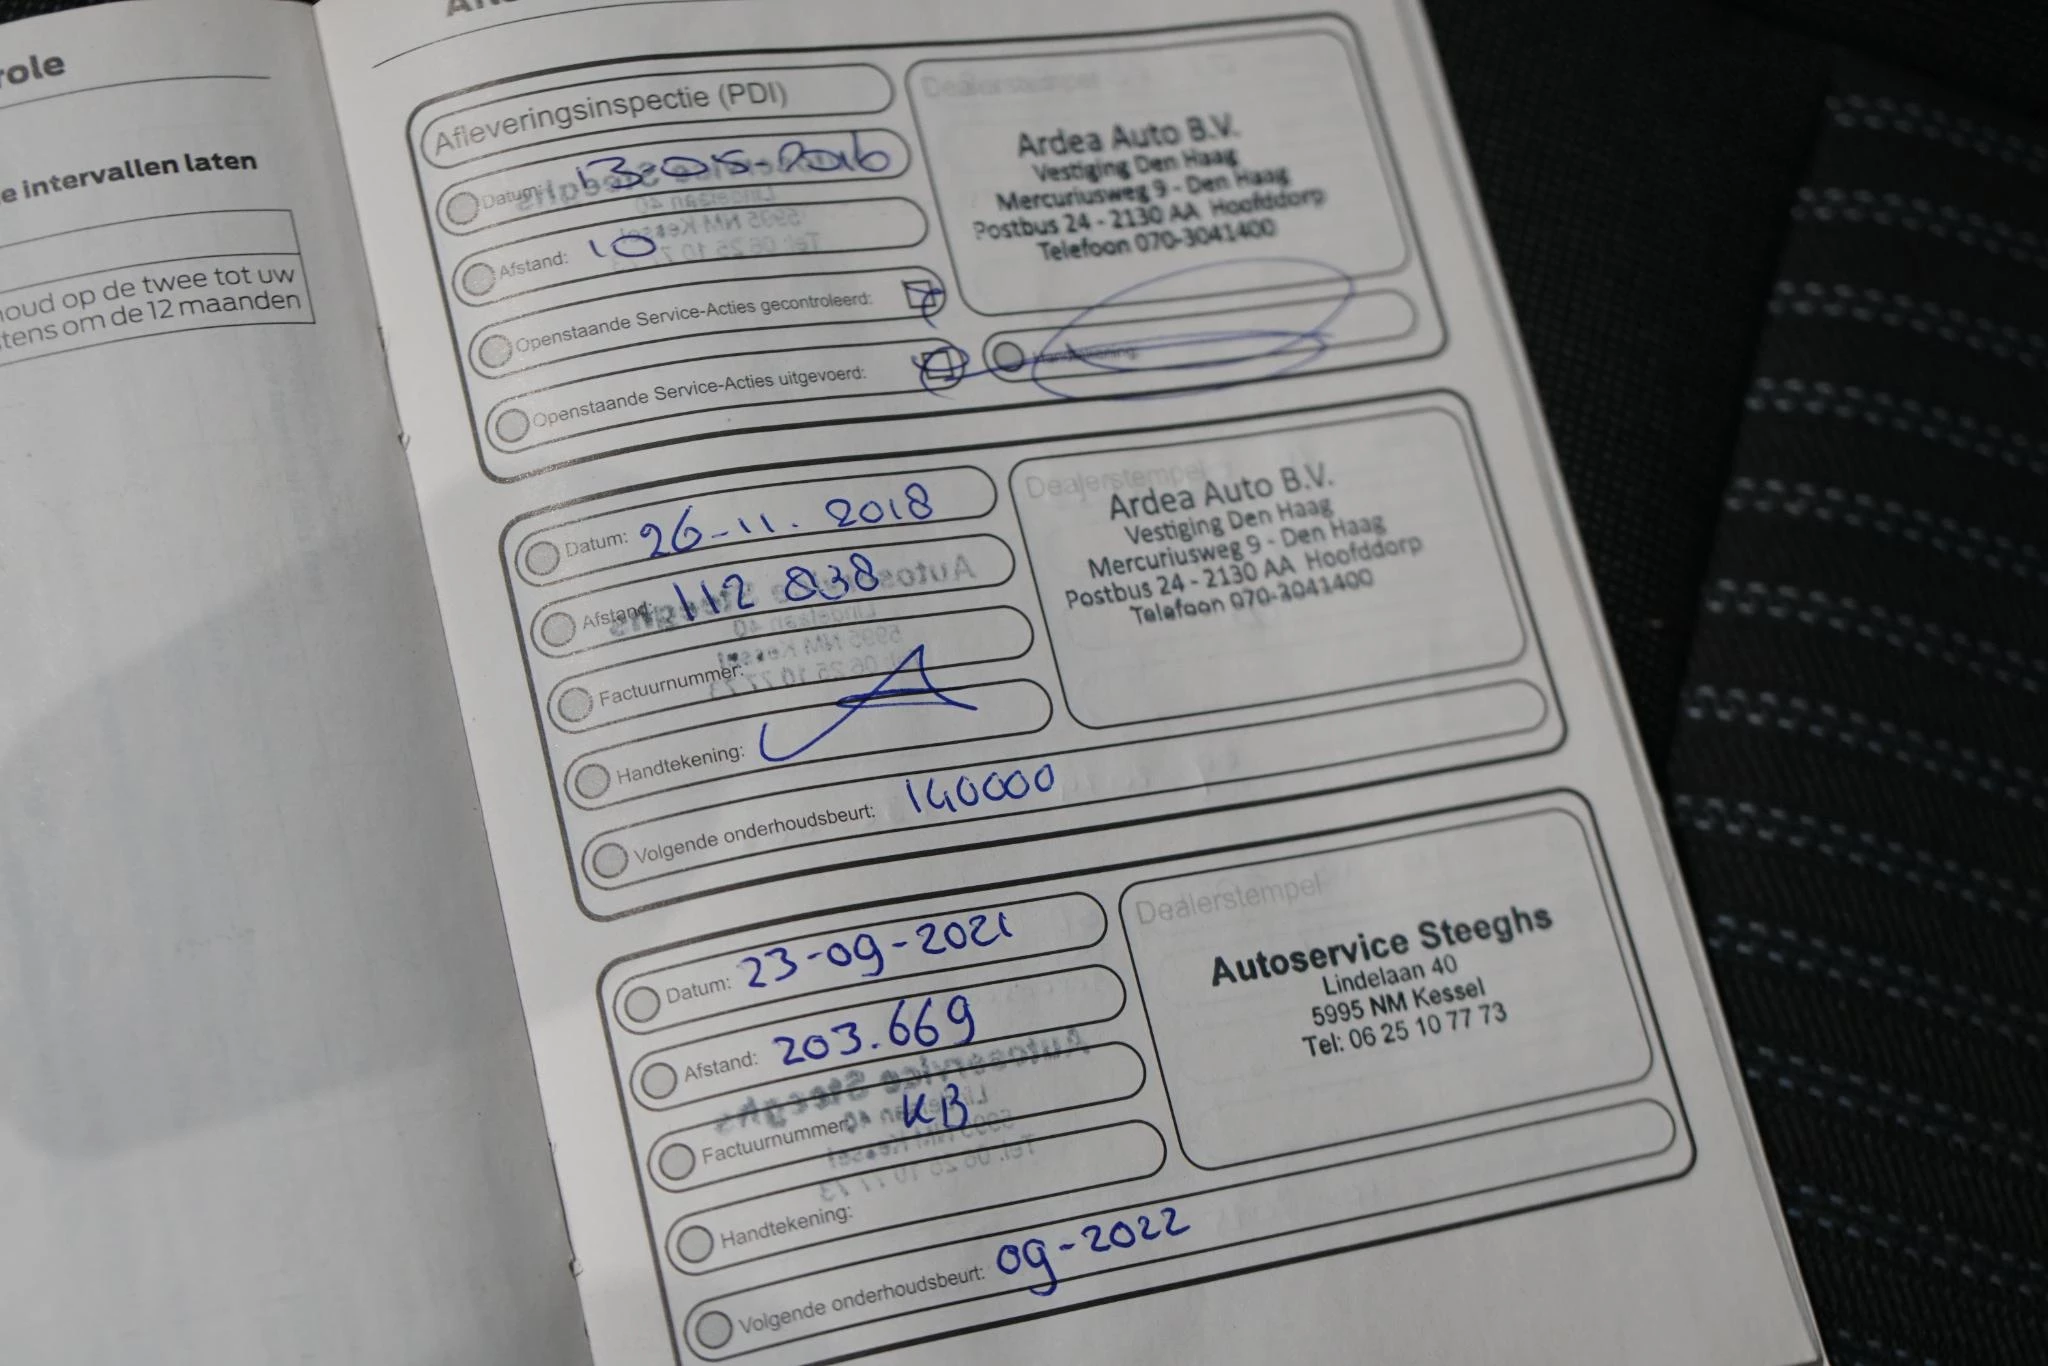 role
e intervallen laten
houd op de twee tot uw
stens om de 12 maanden
Afleveringsinspectie (PDI)
Datum: 13-05-2016
Afstand: 10
Openstaande Service-Acties gecontroleerd:
Openstaande Service-Acties uitgevoerd:
Dealerstempel
Ardea Auto B.V.
Vestiging Den Haag
Mercuriusweg 9 - Den Haag
Postbus 24 - 2130 AA Hoofddorp
Telefoon 070-3041400
Handtekening:
Datum: 26-11. 2018
Afstand: 112 838
Factuurnummer:
Handtekening:
Volgende onderhoudsbeurt: 140000
Dealerstempel
Ardea Auto B.V.
Vestiging Den Haag
Mercuriusweg 9 - Den Haag
Postbus 24 - 2130 AA Hoofddorp
Telefoon 070-3041400
Datum: 23-09-2021
Afstand: 203.669
Factuurnummer: KB
Handtekening:
Volgende onderhoudsbeurt: 09-2022
Dealerstempel
Autoservice Steeghs
Lindelaan 40
5995 NM Kessel
Tel: 06 25 10 77 73